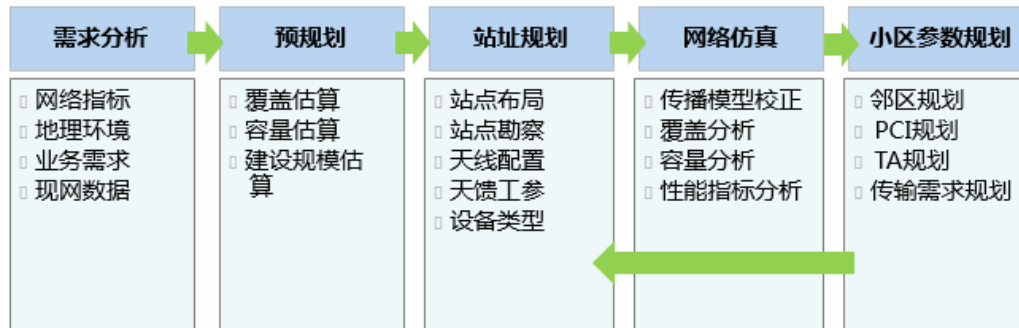 需求分析
网络指标
地理环境
业务需求
现网数据
预规划
覆盖估算
容量估算
建设规模估
算
站址规划
站点布局
站点勘察
天线配置
天馈工参
设备类型
网络仿真
传播模型校正
覆盖分析
容量分析
性能指标分析
小区参数规划
邻区规划
PCI规划
TA规划
传输需求规划